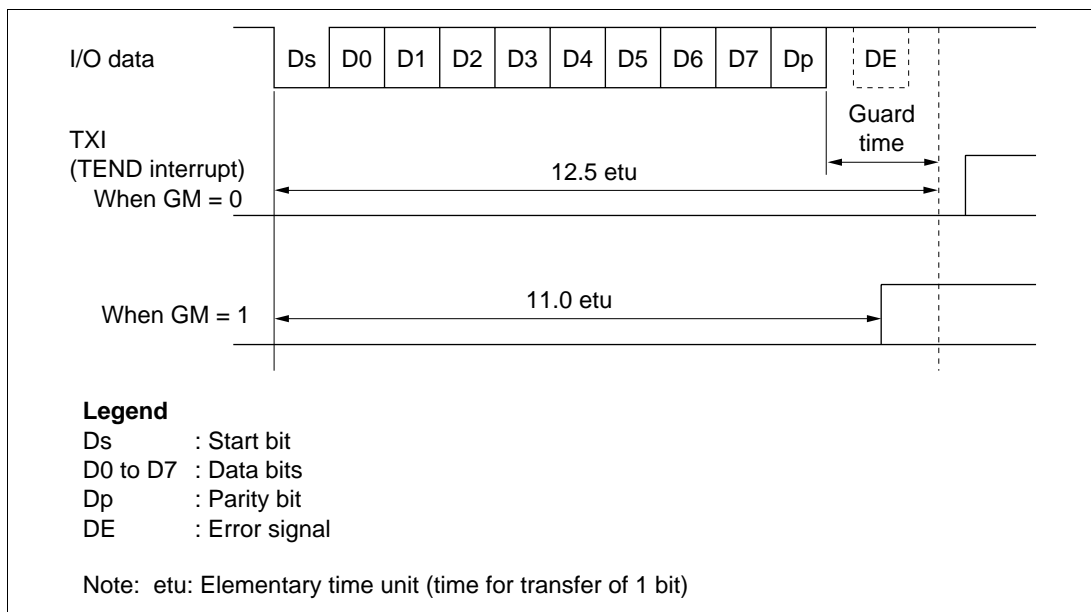 I/O data
Ds D0 D1 D2 D3 D4 D5 D6 D7 Dp DE
Guard
time
TXI
(TEND interrupt)
12.5 etu
When GM = 0
11.0 etu
When GM = 1
Legend
Ds : Start bit
D0 to D7 : Data bits
Dp : Parity bit
DE : Error signal
Note: etu: Elementary time unit (time for transfer of 1 bit)